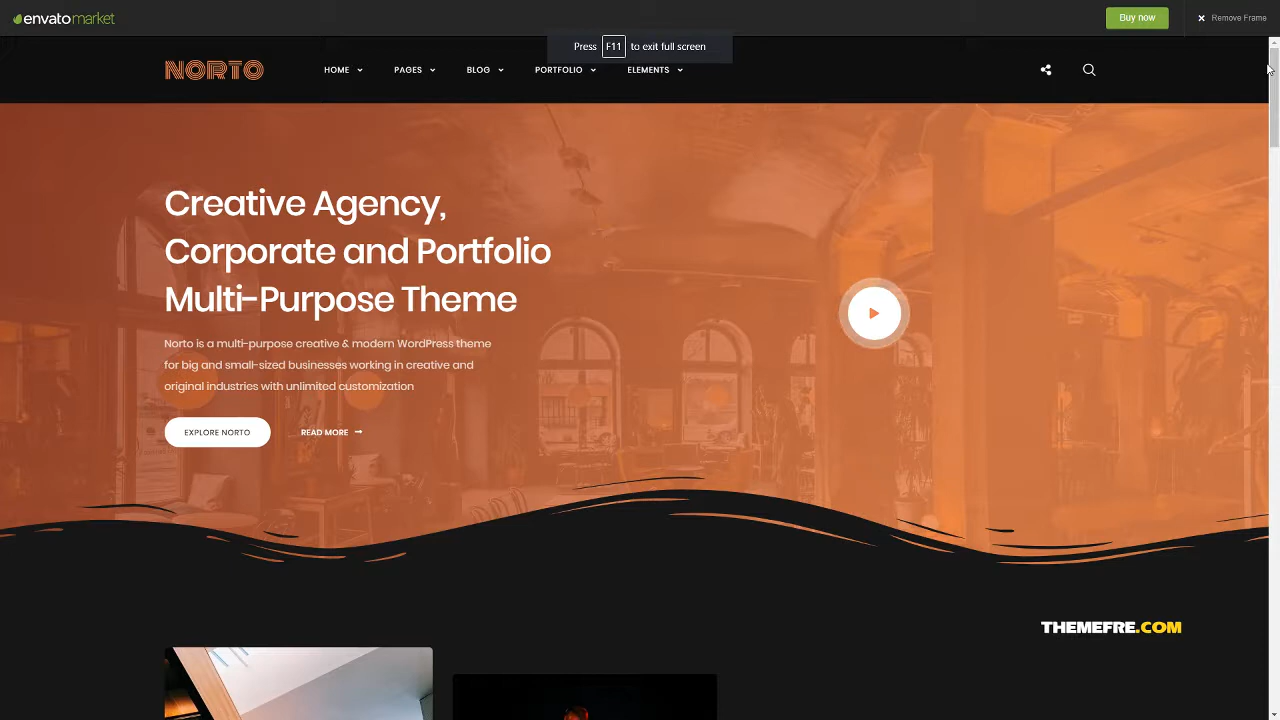 envatomarket
Buy now
Remove Frame
Press F11 to exit full screen
NORTO
HOME
PAGES
BLOG
PORTFOLIO
ELEMENTS
Creative Agency,
Corporate and Portfolio
Multi-Purpose Theme
Norto is a multi-purpose creative & modern WordPress theme
for big and small-sized businesses working in creative and
original industries with unlimited customization
EXPLORE NORTO
READ MORE
THEMEFRE.COM